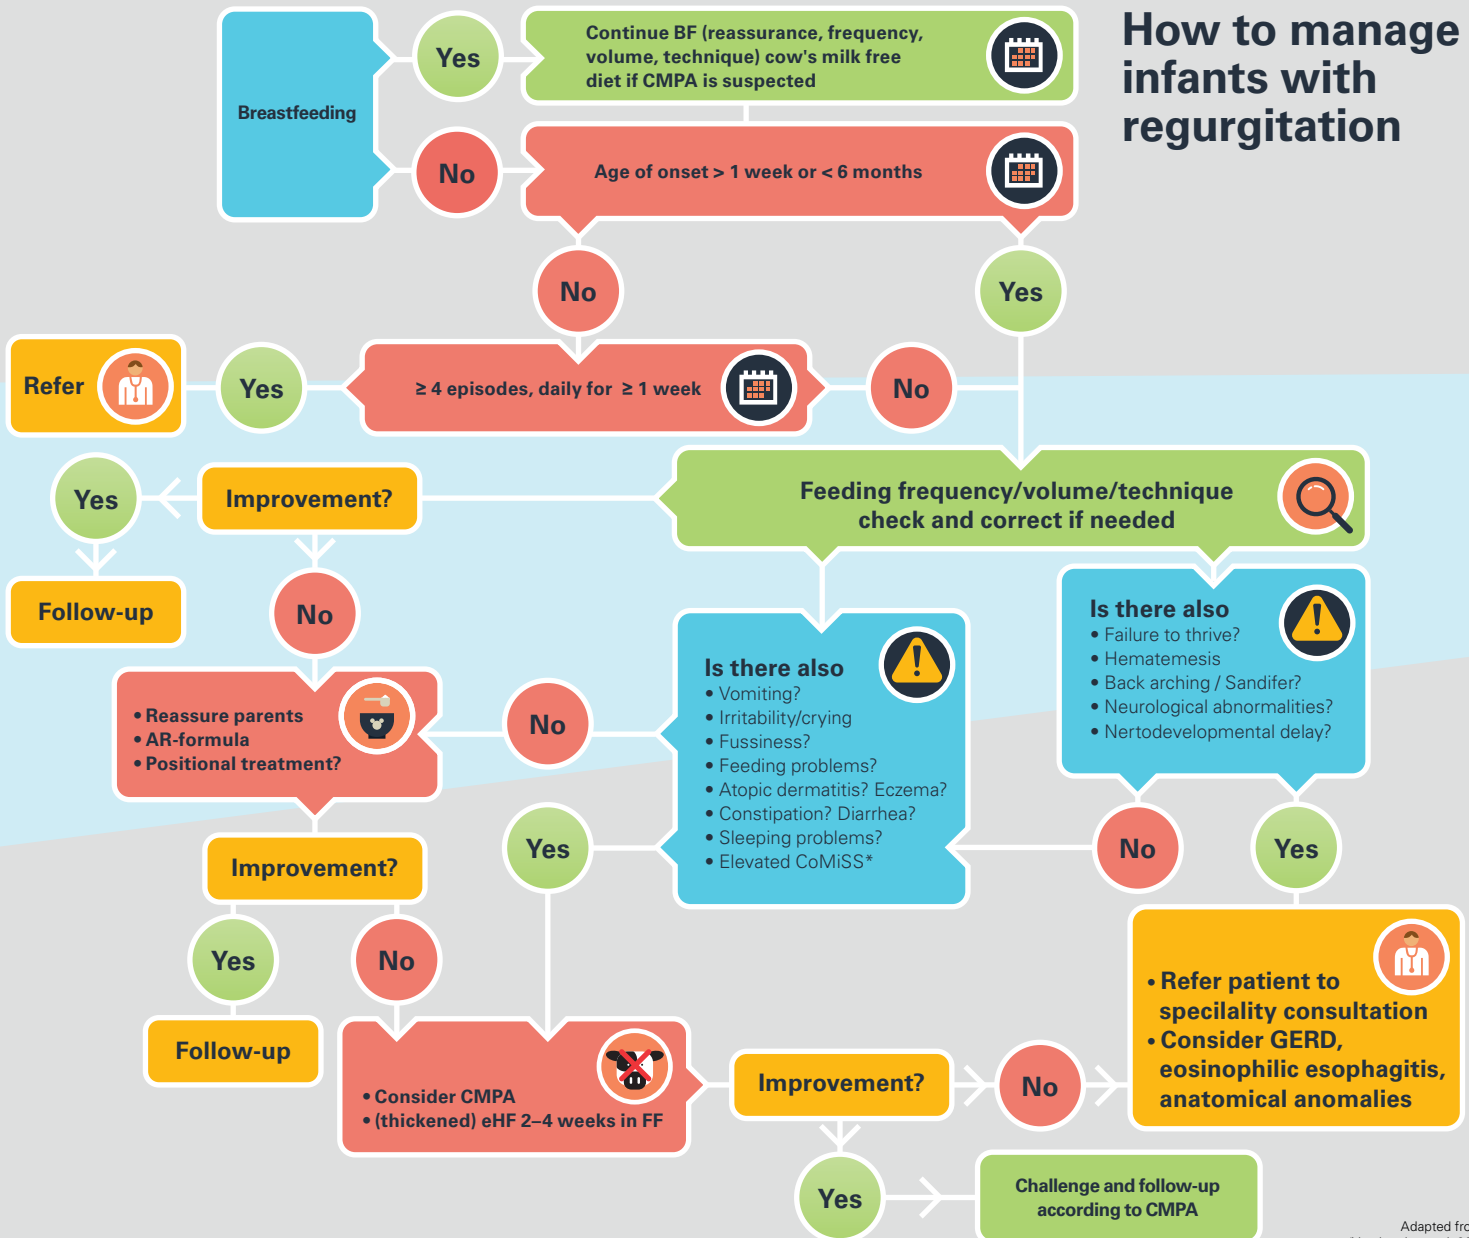 How to manage
infants with
regurgitation
Breastfeeding
Yes
Continue BF (reassurance, frequency,
volume, technique) cow's milk free
diet if CMPA is suspected
No
Age of onset > 1 week or < 6 months
No
Yes
Refer
Yes
≥ 4 episodes, daily for ≥ 1 week
No
Feeding frequency/volume/technique
check and correct if needed
Improvement?
Yes
Follow-up
No
Is there also
• Failure to thrive?
• Hematemesis
• Back arching / Sandifer?
• Neurological abnormalities?
• Nertodevelopmental delay?
Is there also
• Vomiting?
• Irritability/crying
• Fussiness?
• Feeding problems?
• Atopic dermatitis? Eczema?
• Constipation? Diarrhea?
• Sleeping problems?
• Elevated CoMiSS*
No
• Reassure parents
• AR-formula
• Positional treatment?
Yes
No
Yes
Improvement?
Yes
No
Follow-up
• Refer patient to
specilality consultation
• Consider GERD,
eosinophilic esophagitis,
anatomical anomalies
• Consider CMPA
• (thickened) eHF 2–4 weeks in FF
Improvement?
No
Yes
Challenge and follow-up
according to CMPA
Adapted